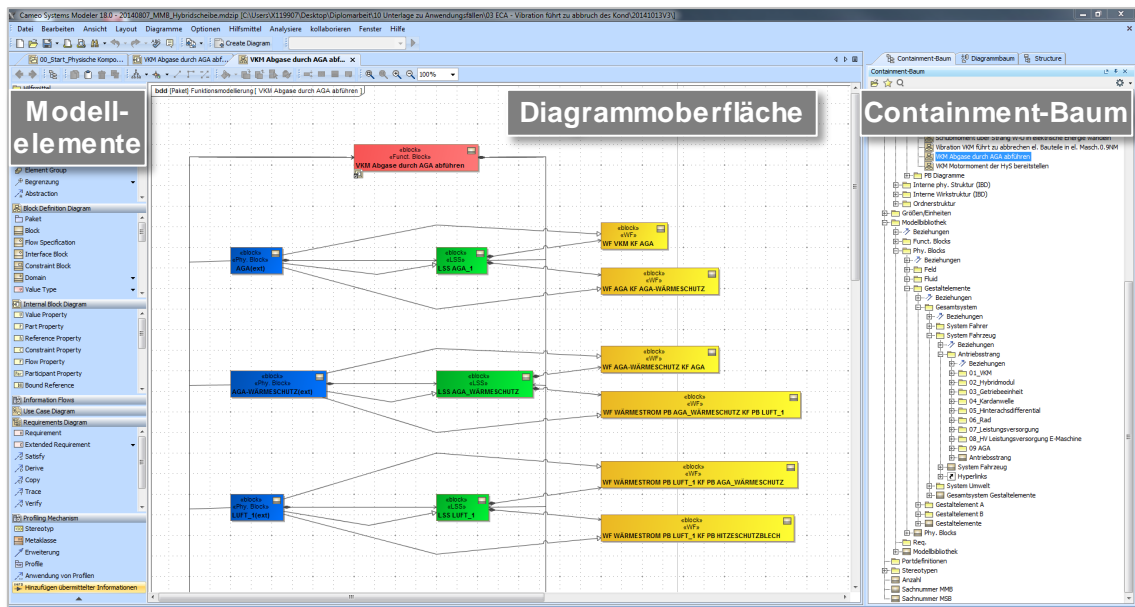 Cameo Systems Modeler 18.0 - 20140807_MMB_Hybridscheibe.mdzip [C:\Users\X119907\Desktop\Diplomarbeit\10 Unterlage zu Anwendungsfällen\03 ECA - Vibration führt zu abbruch des Kond\20141013V3\]
Datei Bearbeiten Ansicht Layout Diagramme Optionen Hilfsmittel Analysiere kollaborieren Fenster Hilfe
Create Diagram
00_Start_Physische Kompo...
VKM Abgase durch AGA abf...
VKM Abgase durch AGA abf...
100%
Modell-
elemente
Element Group
Begrenzung
Abstraction
Block Definition Diagram
Paket
Block
Flow Specification
Interface Block
Constraint Block
Domain
Value Type
Internal Block Diagram
Value Property
Part Property
Reference Property
Constraint Property
Flow Property
Participant Property
Bound Reference
Information Flows
Use Case Diagram
Requirements Diagram
Requirement
Extended Requirement
Satisfy
Derive
Copy
Trace
Verify
Profiling Mechanism
Stereotyp
Metaklasse
Erweiterung
Profile
Anwendung von Profilen
Hinzufügen übermittelter Informationen
bdd [Paket] Funktionsmodellierung [ VKM Abgase durch AGA abführen ]
Diagrammoberfläche
«block»
«Funct. Block»
VKM Abgase durch AGA abführen
«block»
«Phy. Block»
AGA(ext)
«block»
«LSS»
LSS AGA_1
«block»
«WF»
WF VKM KF AGA
«block»
«WF»
WF AGA KF AGA-WÄRMESCHUTZ
«block»
«Phy. Block»
AGA-WÄRMESCHUTZ(ext)
«block»
«LSS»
LSS AGA_WÄRMESCHUTZ
«block»
«WF»
WF AGA-WÄRMESCHUTZ KF AGA
«block»
«WF»
WF WÄRMESTROM PB AGA_WÄRMESCHUTZ KF PB LUFT_1
«block»
«Phy. Block»
LUFT_1(ext)
«block»
«LSS»
LSS LUFT_1
«block»
«WF»
WF WÄRMESTROM PB LUFT_1 KF PB AGA_WÄRMESCHUTZ
«block»
«WF»
WF WÄRMESTROM PB LUFT_1 KF PB HITZESCHUTZBLECH
Containment-Baum
Diagrammbaum
Structure
Containment-Baum
Containment-Baum
Vibration VKM führt zu abbrechen el. Bauteile in el. Masch.0.9NM
VKM Abgase durch AGA abführen
VKM Motormoment der HyS bereitstellen
PB Diagramme
Interne phy. Struktur (IBD)
Interne Wirkstruktur (IBD)
Ordnerstruktur
Größen/Einheiten
Modellbibliothek
Beziehungen
Funct. Blocks
Phy. Blocks
Beziehungen
Feld
Fluid
Gestaltelemente
Beziehungen
Gesamtsystem
Beziehungen
System Fahrer
System Fahrzeug
Beziehungen
Antriebsstrang
Beziehungen
01_VKM
02_Hybridmodul
03_Getriebeeinheit
04_Kardanwelle
05_Hinterachsdifferential
06_Rad
07_Leistungsversorgung
08_HV Leistungsversorgung E-Maschine
09 AGA
Antriebsstrang
System Fahrzeug
Hyperlinks
System Umwelt
Gesamtsystem Gestaltelemente
Gestaltelement A
Gestaltelement B
Gestaltelemente
Phy. Blocks
Req.
Modellbibliothek
Portdefinitionen
Stereotypen
Anzahl
Sachnummer MMB
Sachnummer MSB